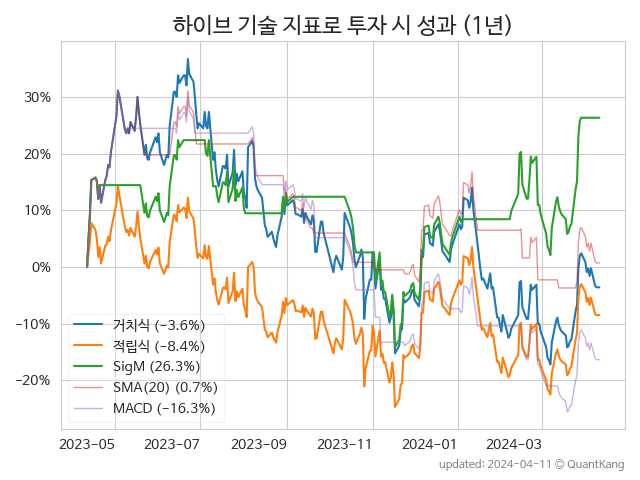 하이브 기술 지표로 투자 시 성과 (1년)
30%
20%
10%
0%
−10%
−20%
거치식 (−3.6%)
적립식 (−8.4%)
SigM (26.3%)
SMA(20) (0.7%)
MACD (−16.3%)
2023−05 2023−07 2023−09 2023−11 2024−01 2024−03
updated: 2024−04−11 ⓒ QuantKang